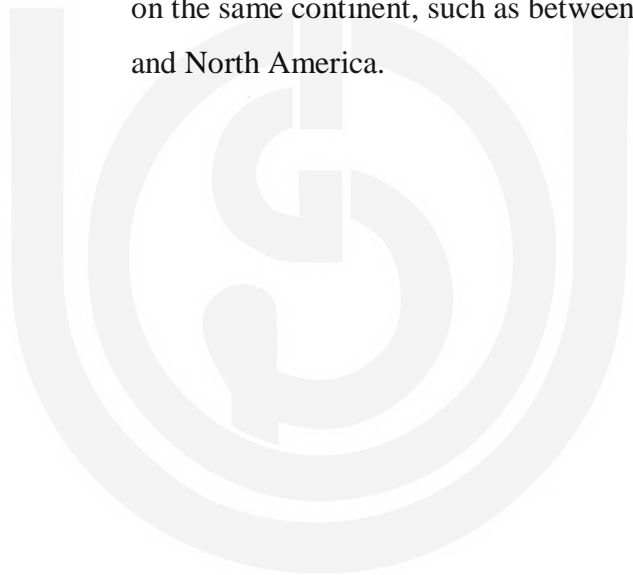 on the same continent, such as between
and North America.